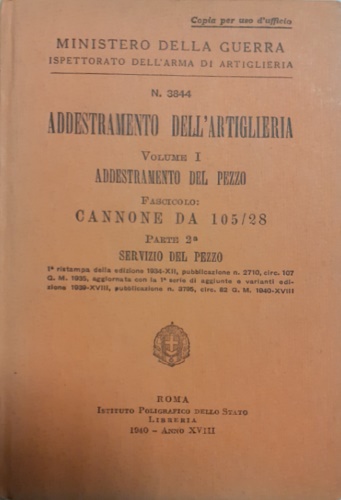 Copia per uso d'ufficio
MINISTERO DELLA GUERRA
ISPETTORATO DELL'ARMA DI ARTIGLIERIA
N. 3844
ADDESTRAMENTO DELL'ARTIGLIERIA
VOLUME I
ADDESTRAMENTO DEL PEZZO
FASCICOLO:
CANNONE DA 105/28
PARTE 2ª
SERVIZIO DEL PEZZO
1ª ristampa della edizione 1934-XII, pubblicazione n. 2710, circ. 107
G. M. 1935, aggiornata con la 1ª serie di aggiunte e varianti edi-
zione 1939-XVIII, pubblicazione n. 3795, circ. 82 G. M. 1940-XVIII
ROMA
ISTITUTO POLIGRAFICO DELLO STATO
LIBRERIA
1940 - ANNO XVIII